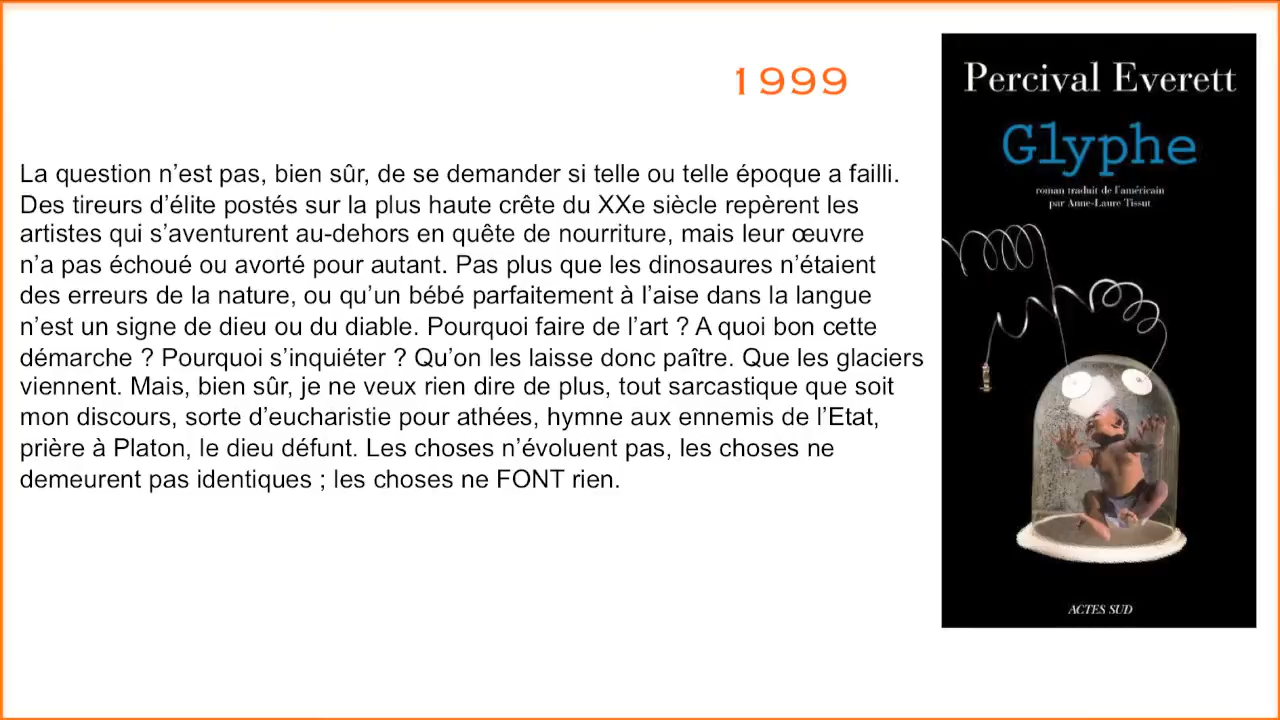 1999
La question n’est pas, bien sûr, de se demander si telle ou telle époque a failli.
Des tireurs d’élite postés sur la plus haute crête du XXe siècle repèrent les
artistes qui s’aventurent au-dehors en quête de nourriture, mais leur œuvre
n’a pas échoué ou avorté pour autant. Pas plus que les dinosaures n’étaient
des erreurs de la nature, ou qu’un bébé parfaitement à l’aise dans la langue
n’est un signe de dieu ou du diable. Pourquoi faire de l’art ? A quoi bon cette
démarche ? Pourquoi s’inquiéter ? Qu’on les laisse donc paître. Que les glaciers
viennent. Mais, bien sûr, je ne veux rien dire de plus, tout sarcastique que soit
mon discours, sorte d’eucharistie pour athées, hymne aux ennemis de l’Etat,
prière à Platon, le dieu défunt. Les choses n’évoluent pas, les choses ne
demeurent pas identiques ; les choses ne FONT rien.
Percival Everett
Glyphe
roman traduit de l’américain
par Anne-Laure Tissut
ACTES SUD